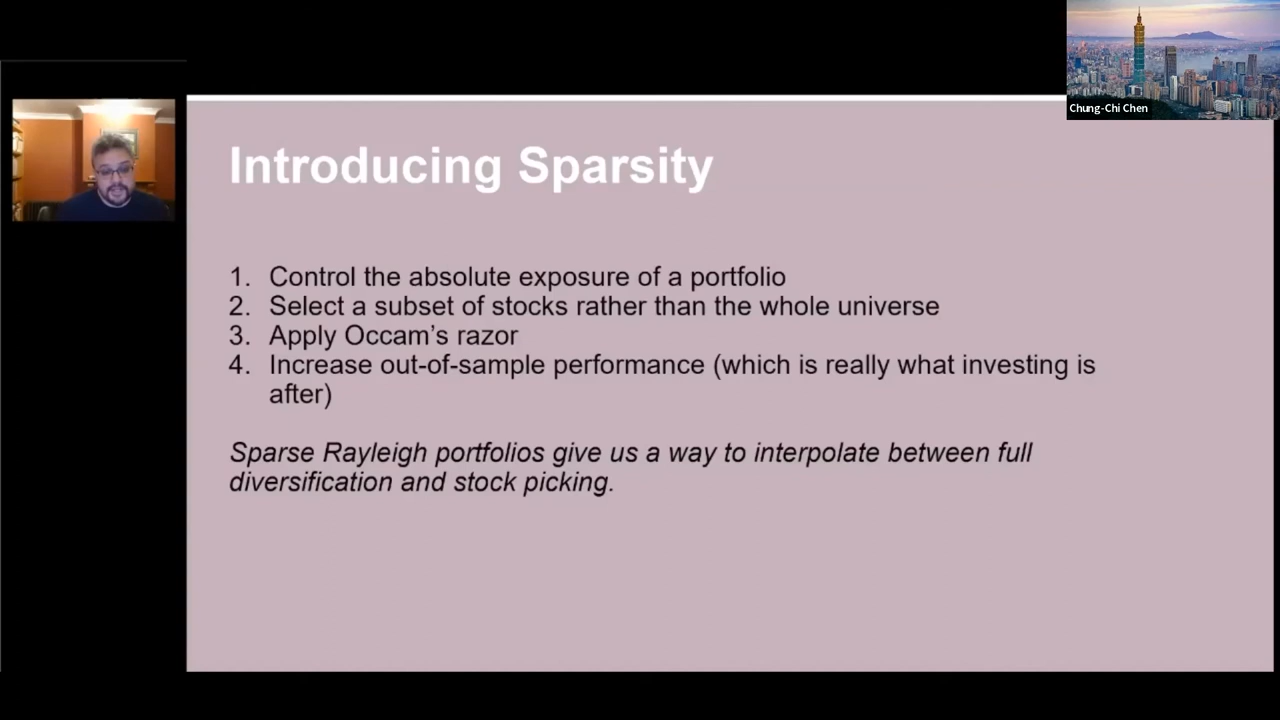 Chung-Chi Chen
Introducing Sparsity
1. Control the absolute exposure of a portfolio
2. Select a subset of stocks rather than the whole universe
3. Apply Occam’s razor
4. Increase out-of-sample performance (which is really what investing is
after)
Sparse Rayleigh portfolios give us a way to interpolate between full
diversification and stock picking.